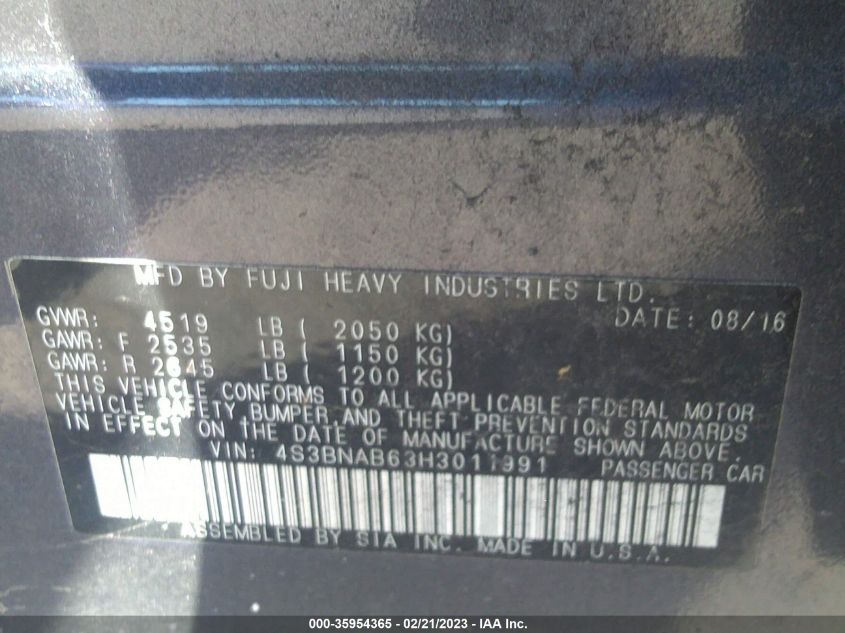 MFD BY FUJI HEAVY INDUSTRIES LTD.
DATE: 08/16
GVWR: 4519 LB ( 2050 KG)
GAWR: F 2535 LB ( 1150 KG)
GAWR: R 2645 LB ( 1200 KG)
THIS VEHICLE CONFORMS TO ALL APPLICABLE FEDERAL MOTOR
VEHICLE SAFETY BUMPER AND THEFT PREVENTION STANDARDS
IN EFFECT ON THE DATE OF MANUFACTURE SHOWN ABOVE.
VIN: 4S3BNAB63H3011991 PASSENGER CAR
ASSEMBLED BY SIA INC. MADE IN U.S.A.
000-35954365 - 02/21/2023 - IAA Inc.